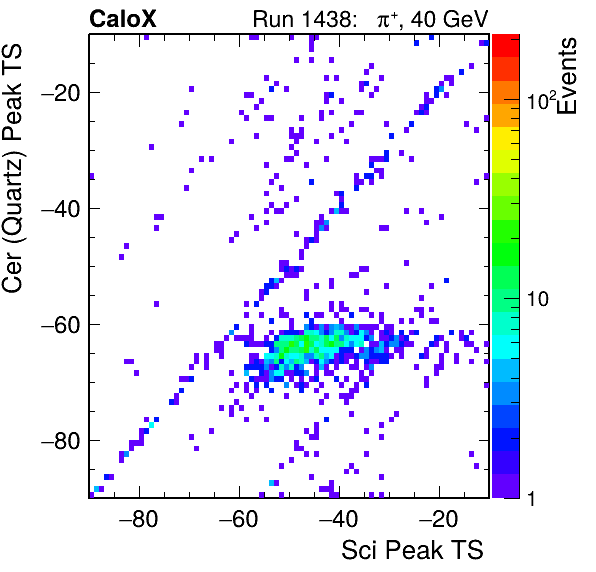 CaloX Run 1438: π⁺, 40 GeV
Cer (Quartz) Peak TS
−20
−40
−60
−80
−80 −60 −40 −20
Sci Peak TS
Events
10²
10
1